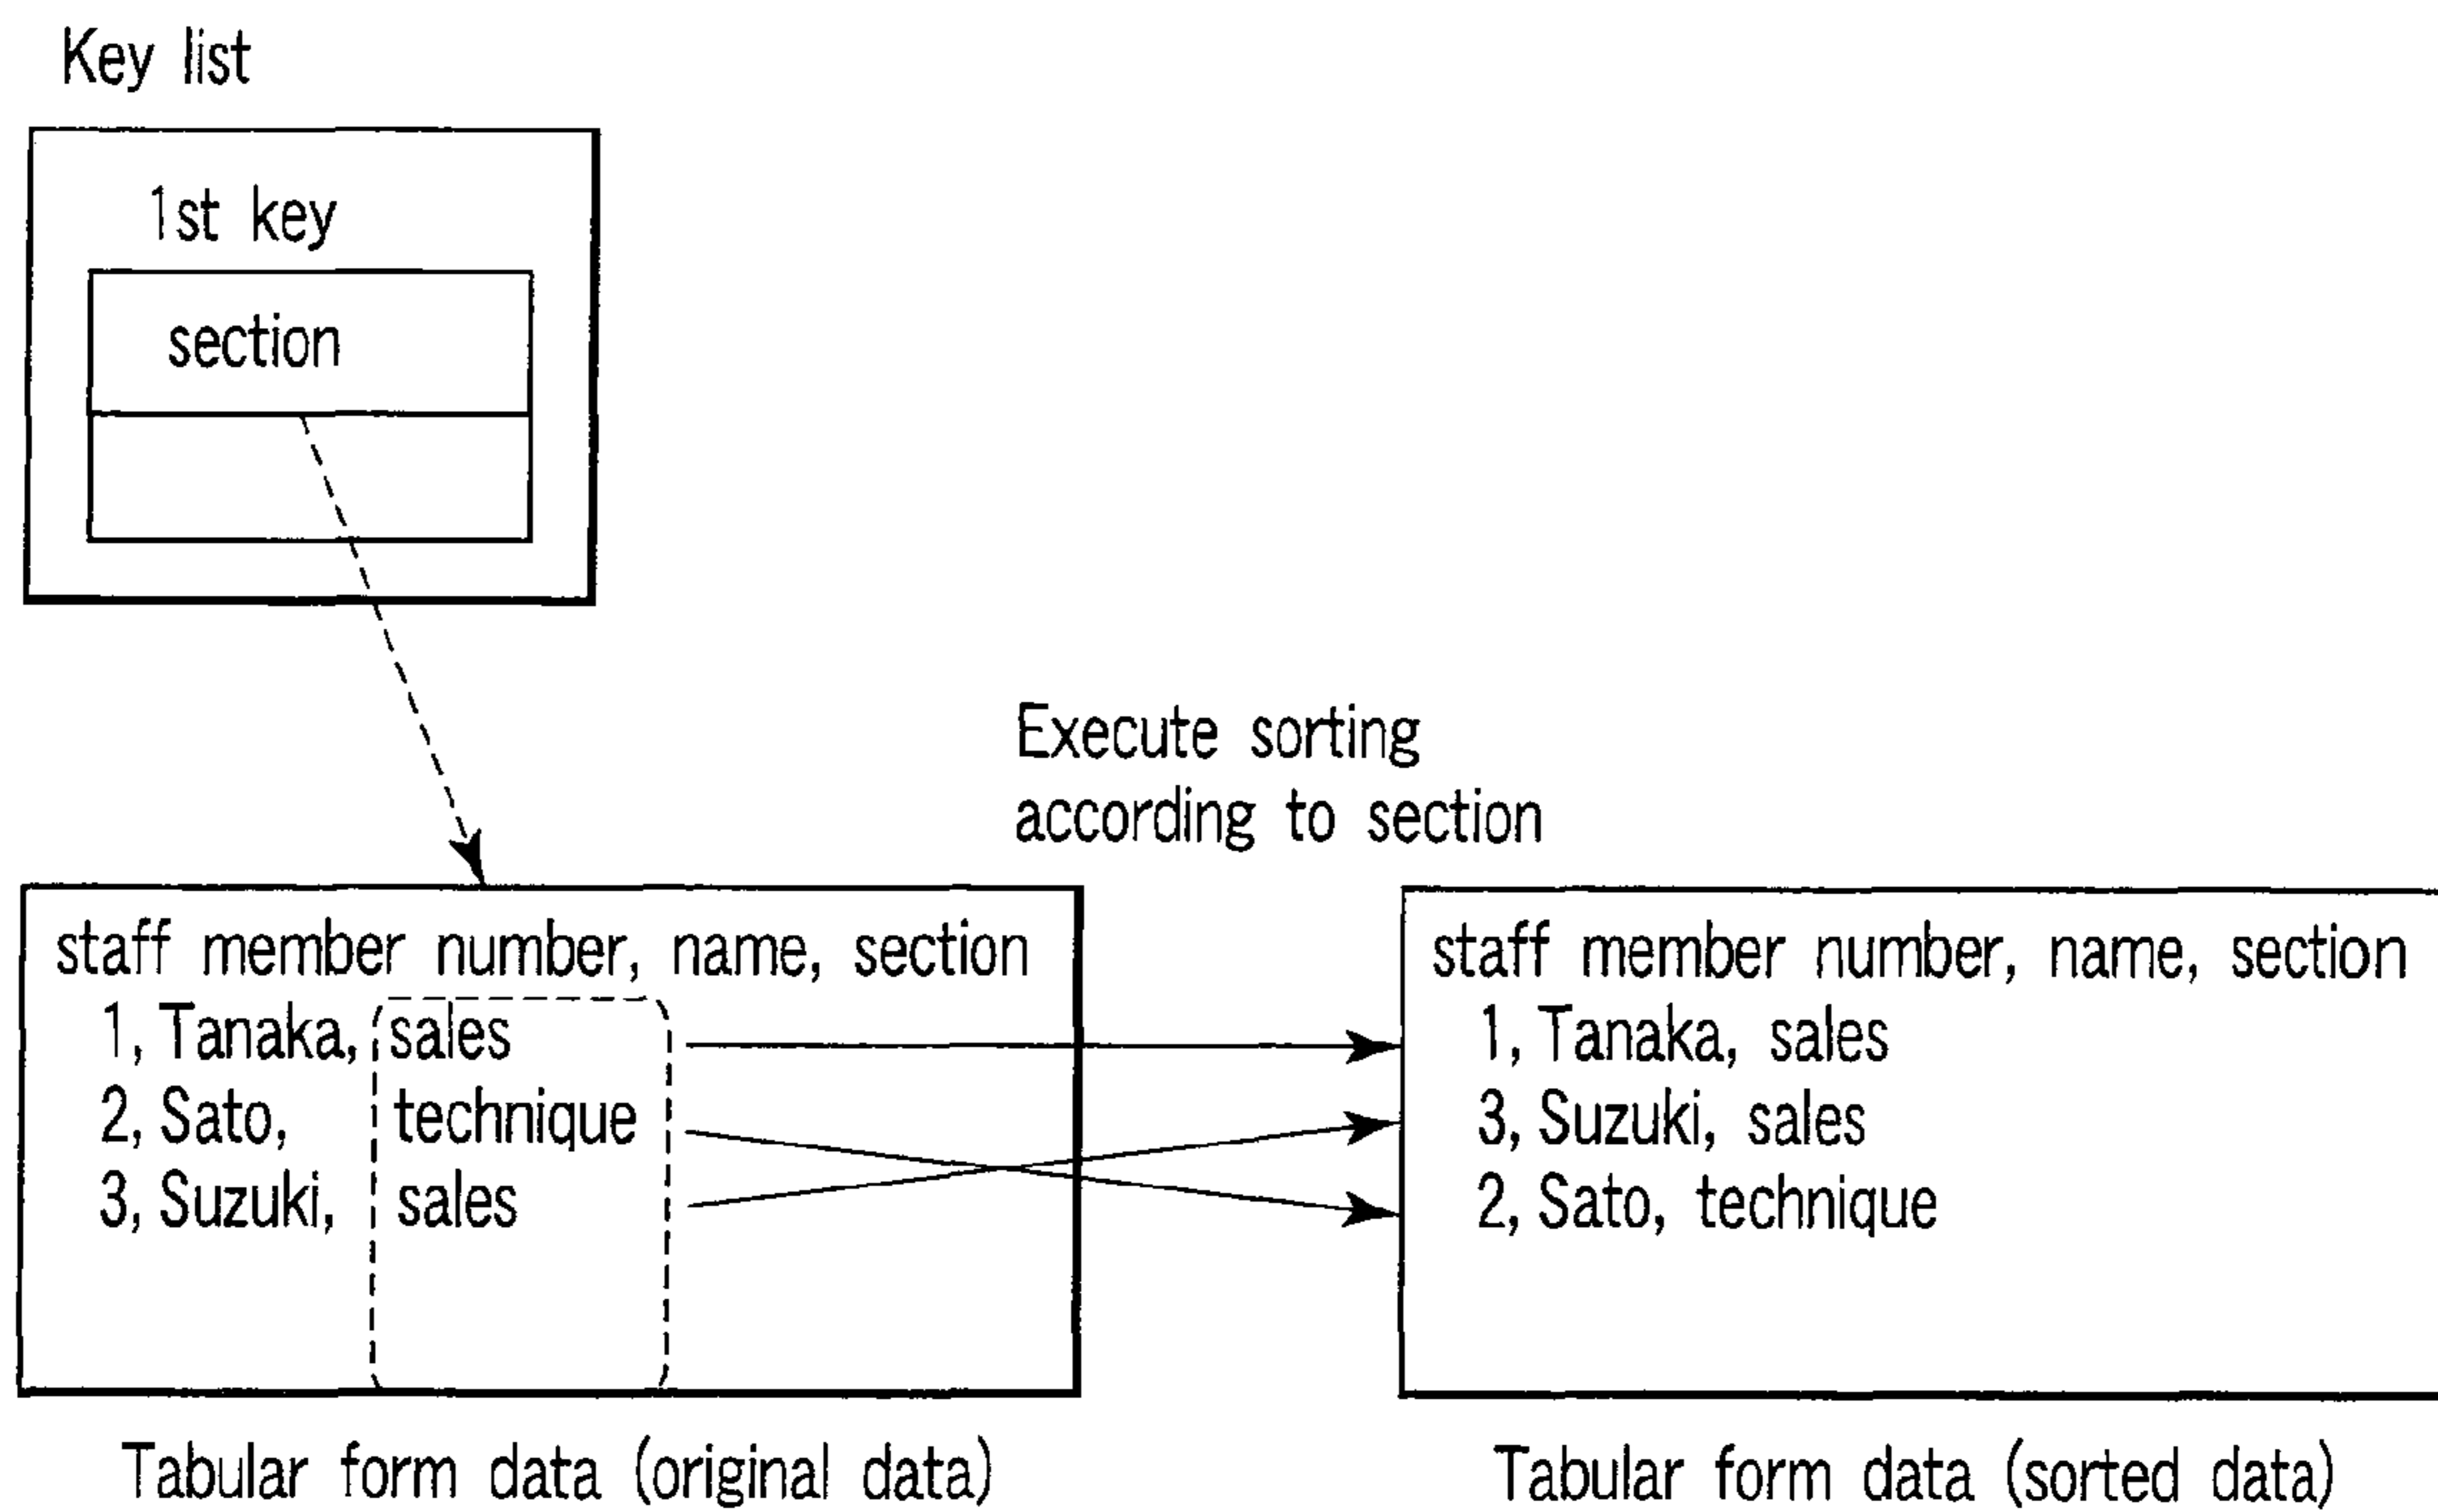 Key list
1st key
section
Execute sorting
according to section
staff member number, name, section
1, Tanaka, sales
2, Sato, technique
3, Suzuki, sales
staff member number, name, section
1, Tanaka, sales
3, Suzuki, sales
2, Sato, technique
Tabular form data (original data)
Tabular form data (sorted data)